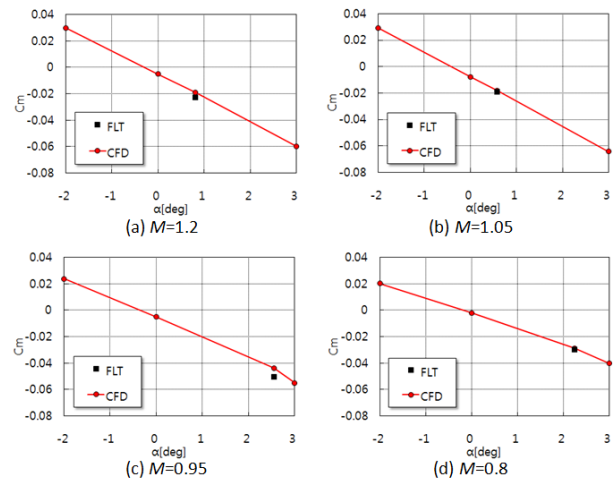 0.04
0.02
0
-0.02
-0.04
-0.06
-0.08
Cm
FLT
CFD
-2 -1 0 1 2 3
α[deg]
(a) M=1.2
0.04
0.02
0
-0.02
-0.04
-0.06
-0.08
Cm
FLT
CFD
-2 -1 0 1 2 3
α[deg]
(b) M=1.05
0.04
0.02
0
-0.02
-0.04
-0.06
-0.08
Cm
FLT
CFD
-2 -1 0 1 2 3
α[deg]
(c) M=0.95
0.04
0.02
0
-0.02
-0.04
-0.06
-0.08
Cm
FLT
CFD
-2 -1 0 1 2 3
α[deg]
(d) M=0.8